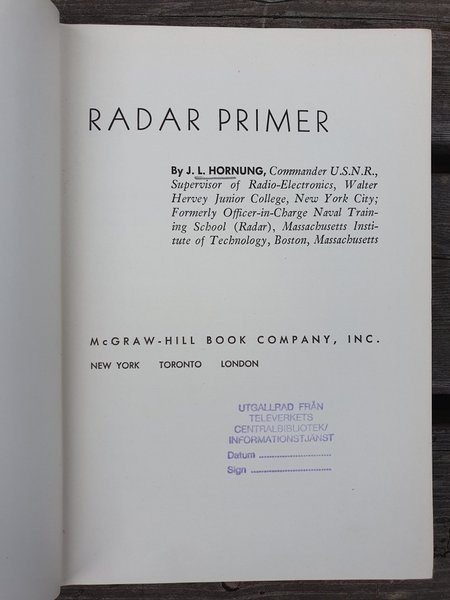 RADAR PRIMER
By J. L. HORNUNG, Commander U.S.N.R.,
Supervisor of Radio-Electronics, Walter
Hervey Junior College, New York City;
Formerly Officer-in-Charge Naval Train-
ing School (Radar), Massachusetts Insti-
tute of Technology, Boston, Massachusetts
McGRAW-HILL BOOK COMPANY, INC.
NEW YORK TORONTO LONDON
UTGALLRAD FRÅN
TELEVERKETS
CENTRALBIBLIOTEK/
INFORMATIONSTJÄNST
Datum ............................
Sign ...............................